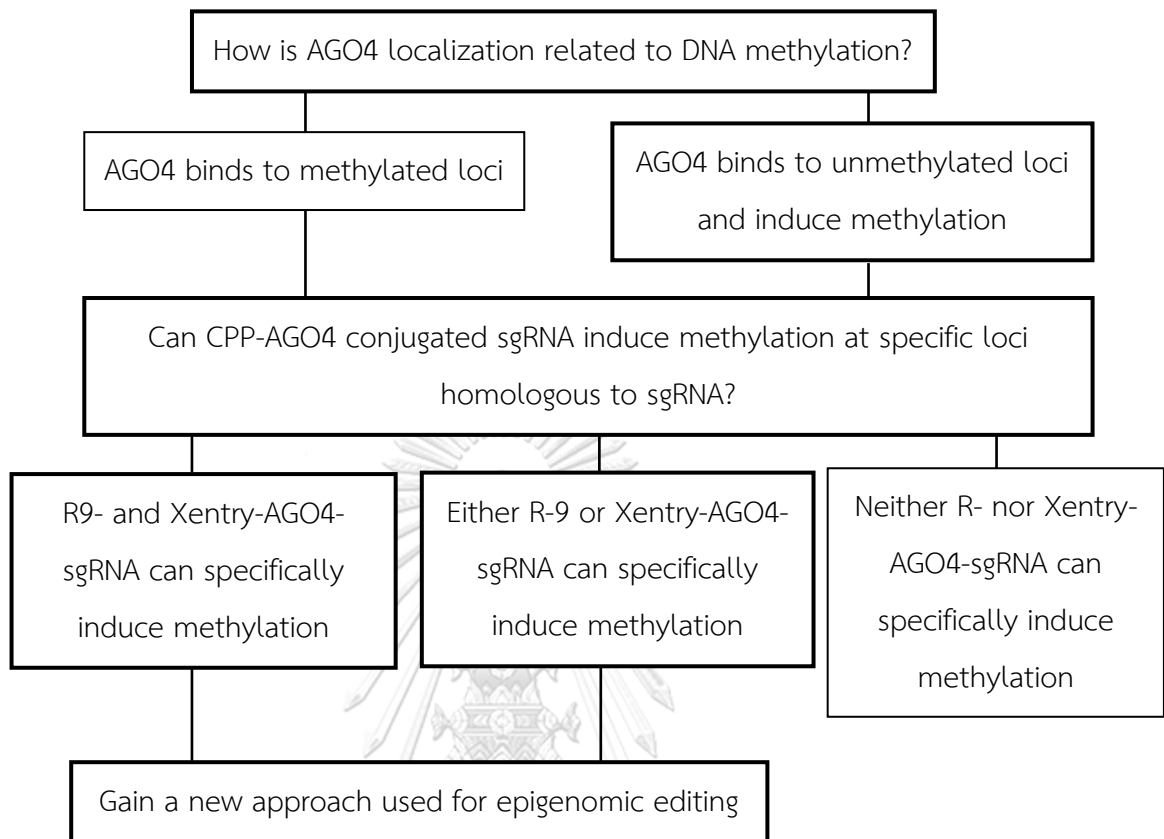 How is AGO4 localization related to DNA methylation?
AGO4 binds to methylated loci
AGO4 binds to unmethylated loci
and induce methylation
Can CPP-AGO4 conjugated sgRNA induce methylation at specific loci
homologous to sgRNA?
R9- and Xentry-AGO4-
sgRNA can specifically
induce methylation
Either R-9 or Xentry-AGO4-
sgRNA can specifically
induce methylation
Neither R- nor Xentry-
AGO4-sgRNA can
specifically induce
methylation
Gain a new approach used for epigenomic editing